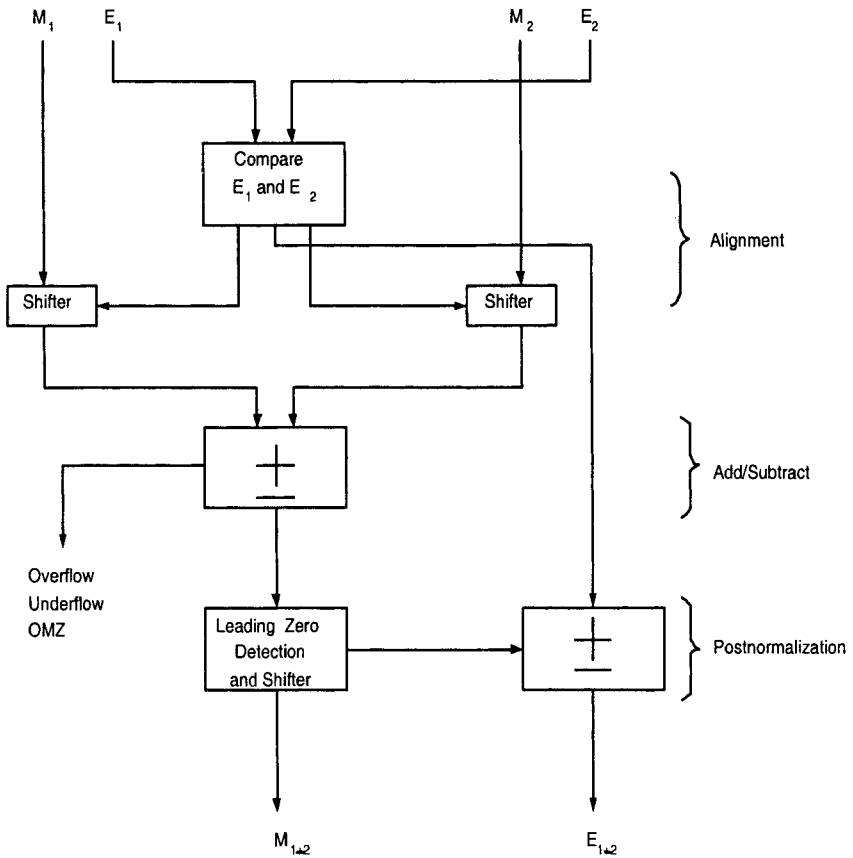 M₁ E₁ M₂ E₂
Compare
E₁ and E₂
Alignment
Shifter
Shifter
±
Add/Subtract
Overflow
Underflow
OMZ
Leading Zero
Detection
and Shifter
±
Postnormalization
M₁±₂
E₁±₂